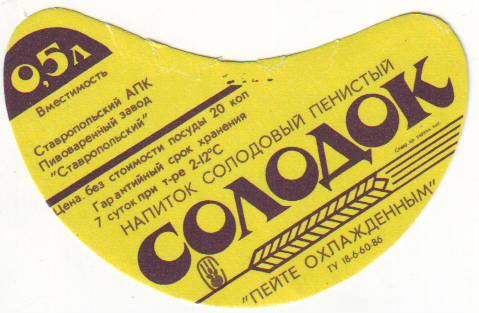 0,5 л
Вместимость
Ставропольский АПК
Пивоваренный завод
"Ставропольский"
Цена без стоимости посуды 20 коп
Гарантийный срок хранения
7 суток при т-ре 2-12°С
НАПИТОК СОЛОДОВЫЙ ПЕНИСТЫЙ
СОЛОДОК
"ПЕЙТЕ ОХЛАЖДЕННЫМ"
ТУ 18-6-60-86